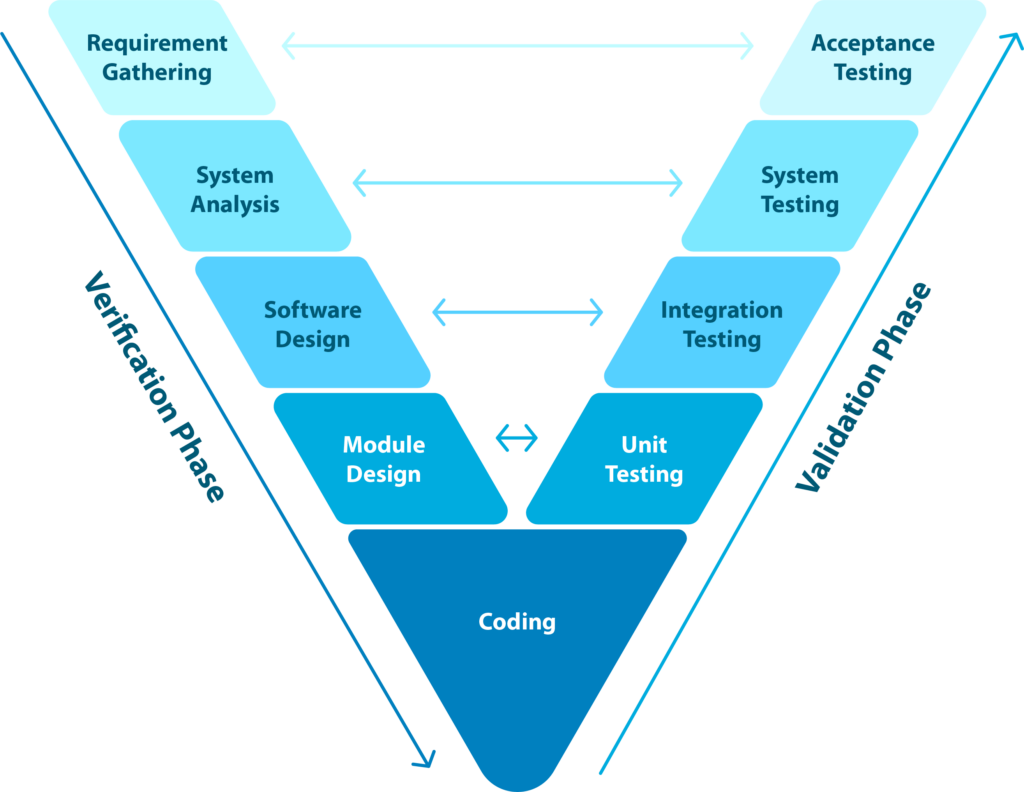 Requirement
Gathering
Acceptance
Testing
System
Analysis
System
Testing
Software
Design
Integration
Testing
Verification Phase
Validation Phase
Module
Design
Unit
Testing
Coding